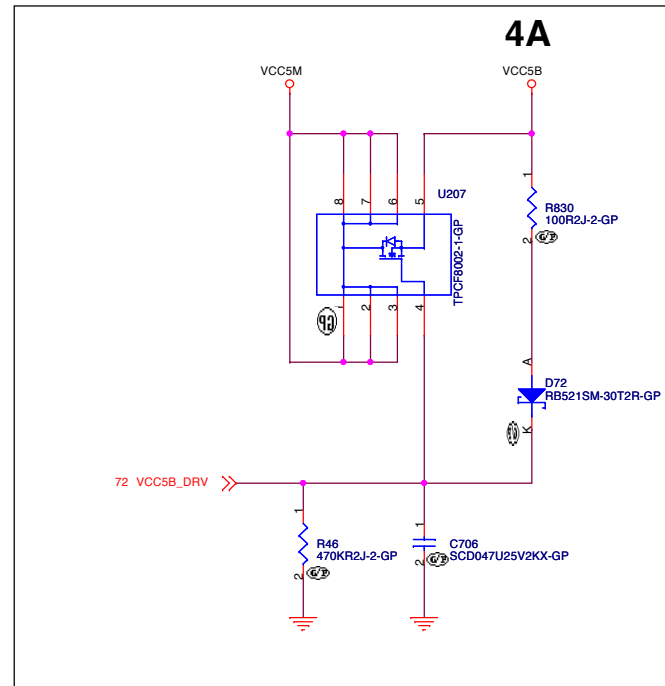 4A
VCC5M
VCC5B
8
7
6
5
U207
TPCF8002-1-GP
1
2
3
4
GP
1
R830
100R2J-2-GP
2
G/P
A
D72
RB521SM-30T2R-GP
K
72 VCC5B_DRV
1
R46
470KR2J-2-GP
2
G/P
1
C706
SCD047U25V2KX-GP
2
G/P